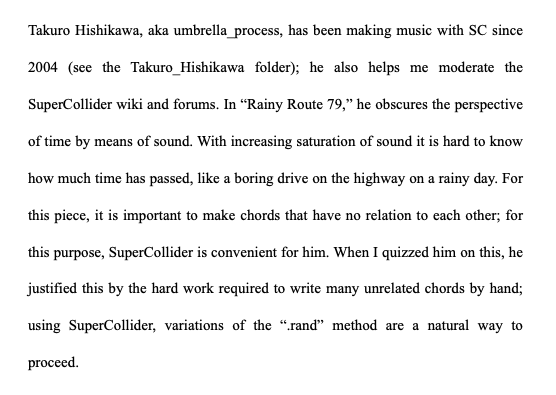 Takuro Hishikawa, aka umbrella_process, has been making music with SC since
2004 (see the Takuro_Hishikawa folder); he also helps me moderate the
SuperCollider wiki and forums. In “Rainy Route 79,” he obscures the perspective
of time by means of sound. With increasing saturation of sound it is hard to know
how much time has passed, like a boring drive on the highway on a rainy day. For
this piece, it is important to make chords that have no relation to each other; for
this purpose, SuperCollider is convenient for him. When I quizzed him on this, he
justified this by the hard work required to write many unrelated chords by hand;
using SuperCollider, variations of the “.rand” method are a natural way to
proceed.